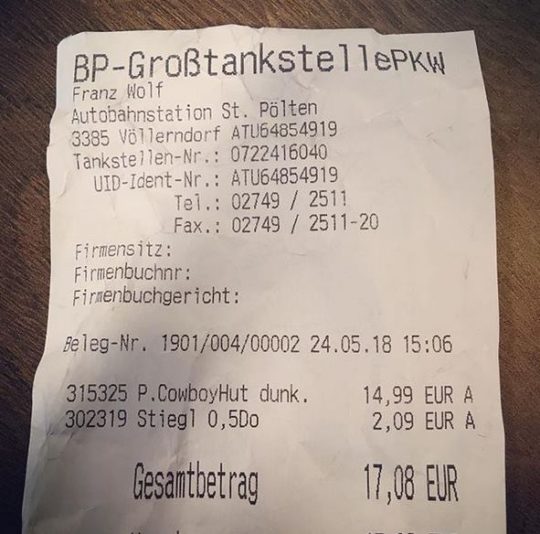 BP-GroßtankstellePKW
Franz Wolf
Autobahnstation St. Pölten
3385 Völlerndorf ATU64854919
Tankstellen-Nr.: 0722416040
UID-Ident-Nr.: ATU64854919
Tel.: 02749 / 2511
Fax.: 02749 / 2511-20
Firmensitz:
Firmenbuchnr:
Firmenbuchgericht:
Beleg-Nr. 1901/004/00002 24.05.18 15:06
315325 P.CowboyHut dunk. 14,99 EUR A
302319 Stiegl 0,5Do 2,09 EUR A
Gesamtbetrag 17,08 EUR